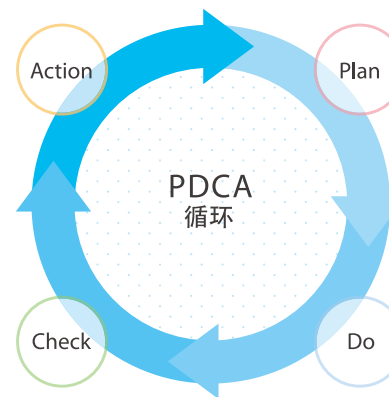 Action
Plan
PDCA
循环
Check
Do